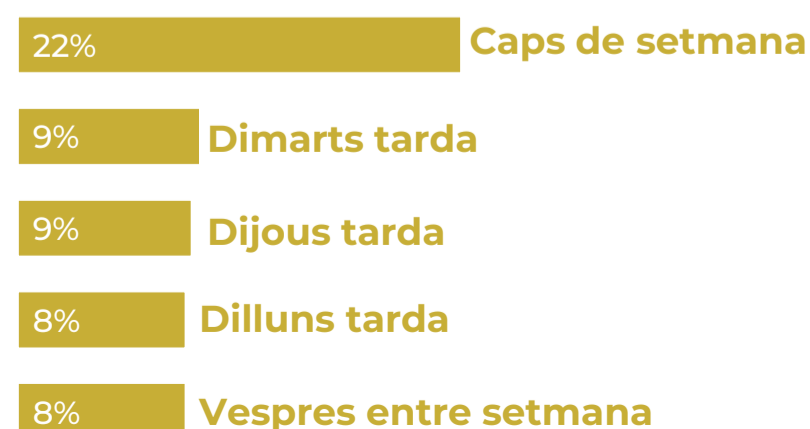 22% Caps de setmana
9% Dimarts tarda
9% Dijous tarda
8% Dilluns tarda
8% Vespres entre setmana